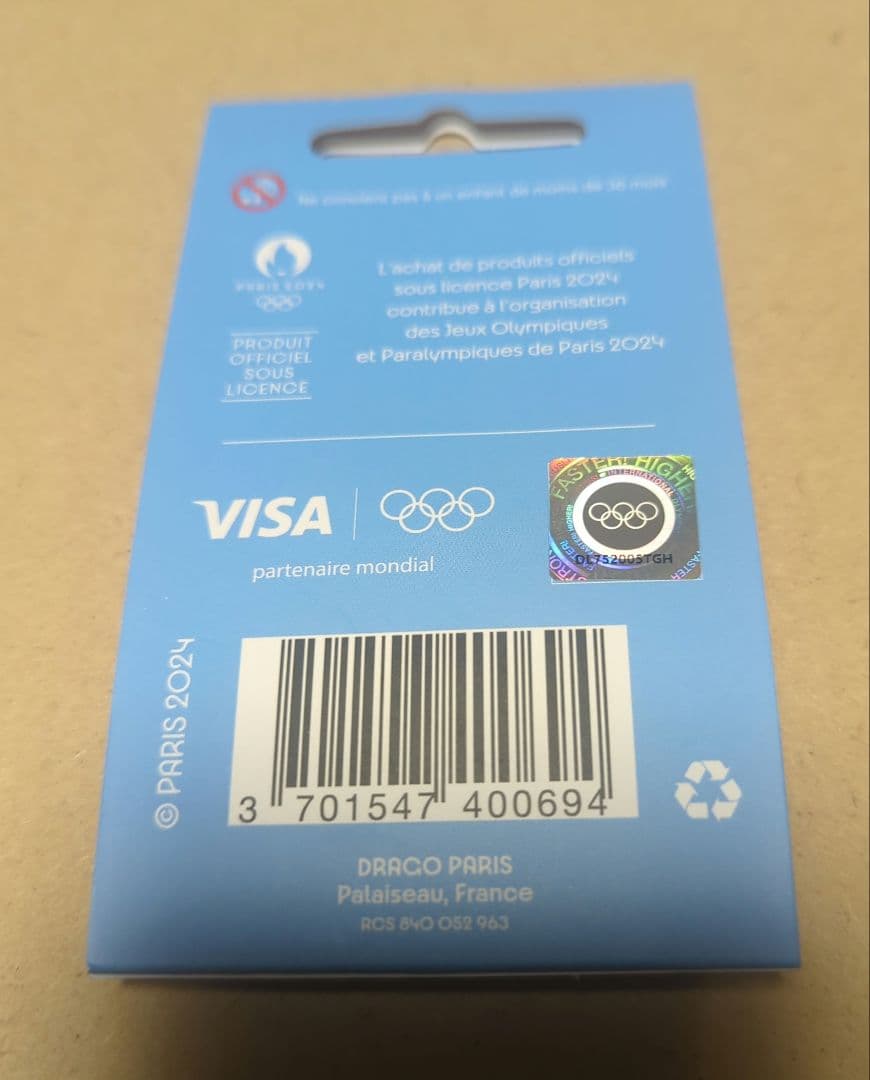 Ne convient pas à un enfant de moins de 36 mois
PARIS 2024
PRODUIT
OFFICIEL
SOUS
LICENCE
L'achat de produits officiels
sous licence Paris 2024
contribue à l'organisation
des Jeux Olympiques
et Paralympiques de Paris 2024
VISA
partenaire mondial
FASTER! HIGHER!
INTERNATIONAL
OL752005TGH
© PARIS 2024
3 701547 400694
DRAGO PARIS
Palaiseau, France
RCS 840 052 963